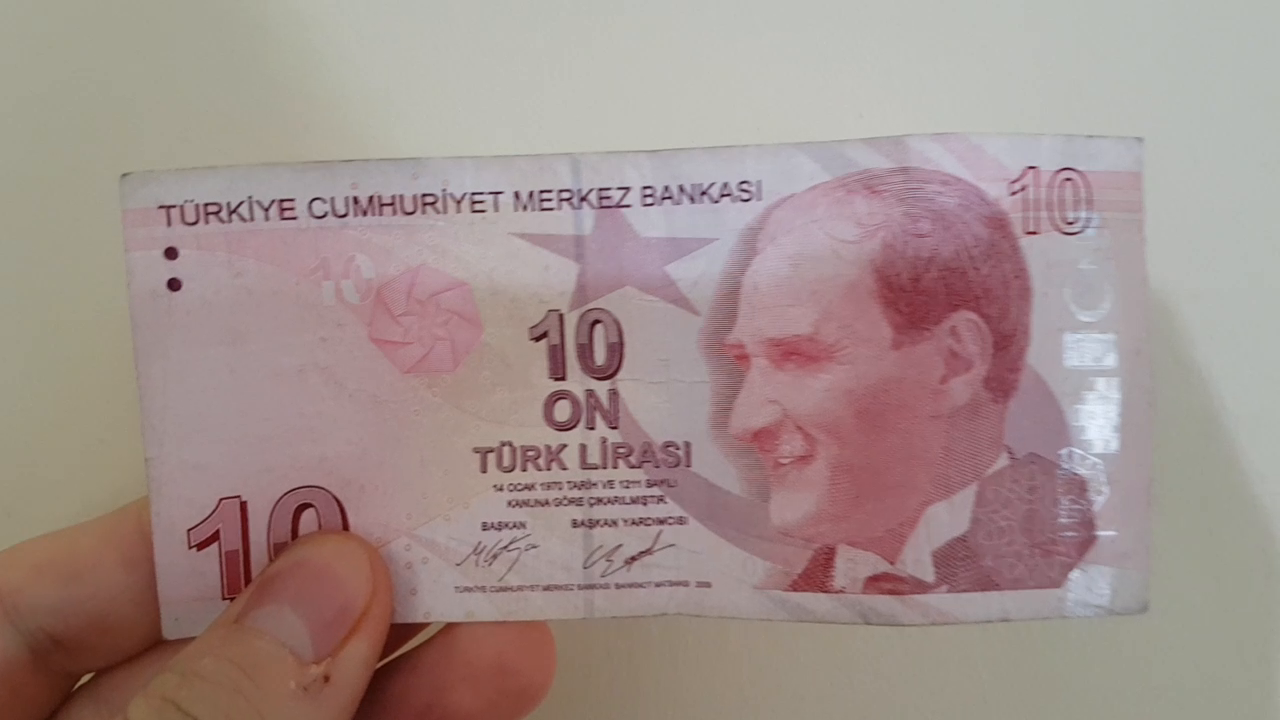 TÜRKİYE CUMHURİYET MERKEZ BANKASI
10
10
10
ON
TÜRK LİRASI
14 OCAK 1970 TARİH VE 1211 SAYILI
KANUNA GÖRE ÇIKARILMIŞTIR.
BAŞKAN
BAŞKAN YARDIMCISI
10
TÜRKİYE CUMHURİYET MERKEZ BANKASI BANKNOT MATBAASI 2009